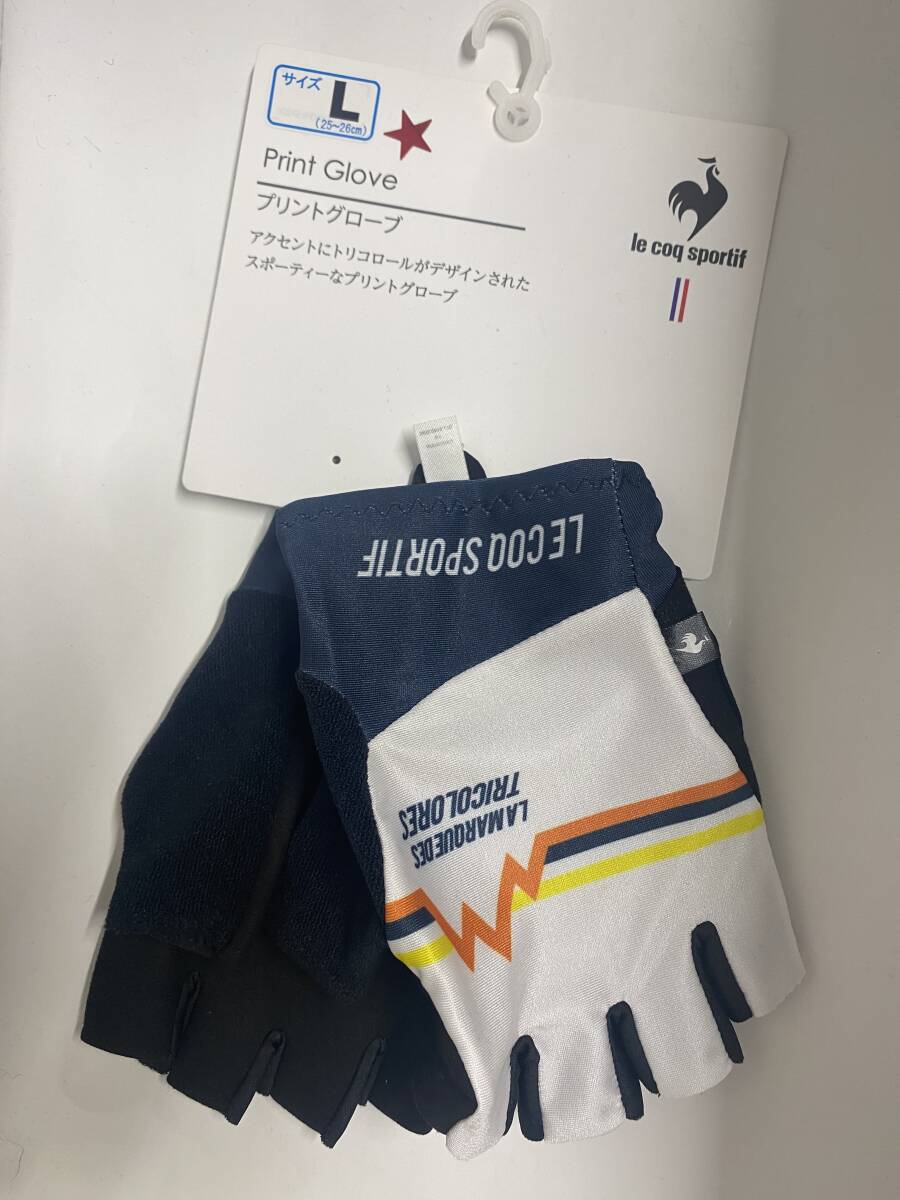 サイズ L
(25~26cm)
Print Glove
プリントグローブ
アクセントにトリコロールがデザインされた
スポーティーなプリントグローブ
le coq sportif
LE COQ SPORTIF
LA MARQUE DES
TRICOLORES